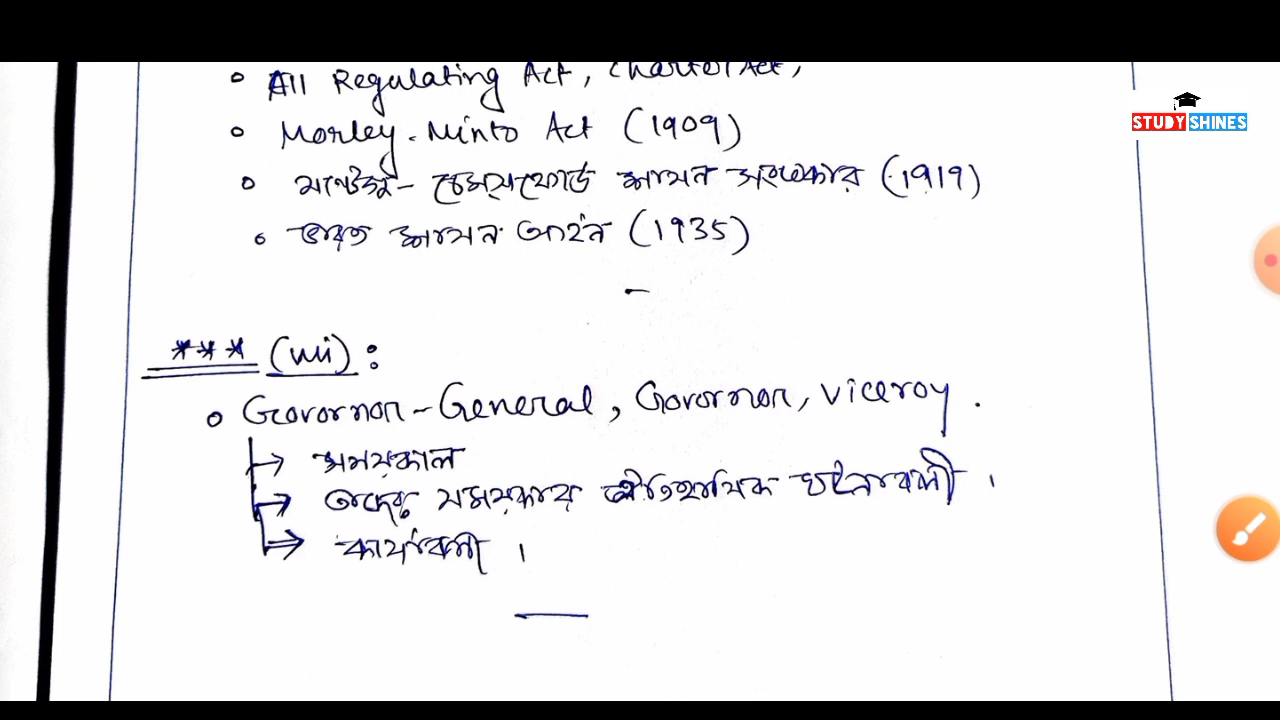 • All Regulating Act, Charter Act,
STUDY SHINES
• Morley-Minto Act (1909)
• মন্টেগু - চেমসফোর্ড শাসন সংস্কার (1919)
• ভারত শাসন আইন (1935)
*** (vii) :
• Governor-General, Governor, Viceroy.
→ সময়কাল
→ তাদের সময়কার ঐতিহাসিক ঘটনাবলী ।
→ কার্যাবলী ।